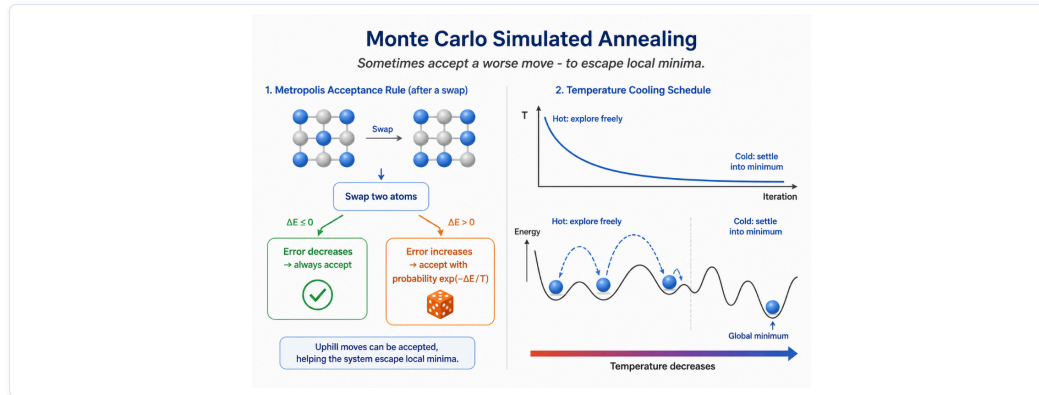 Monte Carlo Simulated Annealing
Sometimes accept a worse move - to escape local minima.
1. Metropolis Acceptance Rule (after a swap)
Swap
Swap two atoms
ΔE ≤ 0
ΔE > 0
Error decreases
→ always accept
Error increases
→ accept with
probability exp(−ΔE/T)
Uphill moves can be accepted,
helping the system escape local minima.
2. Temperature Cooling Schedule
T
Hot: explore freely
Cold: settle
into minimum
Iteration
Hot: explore freely
Cold: settle
into minimum
Energy
Global minimum
Temperature decreases